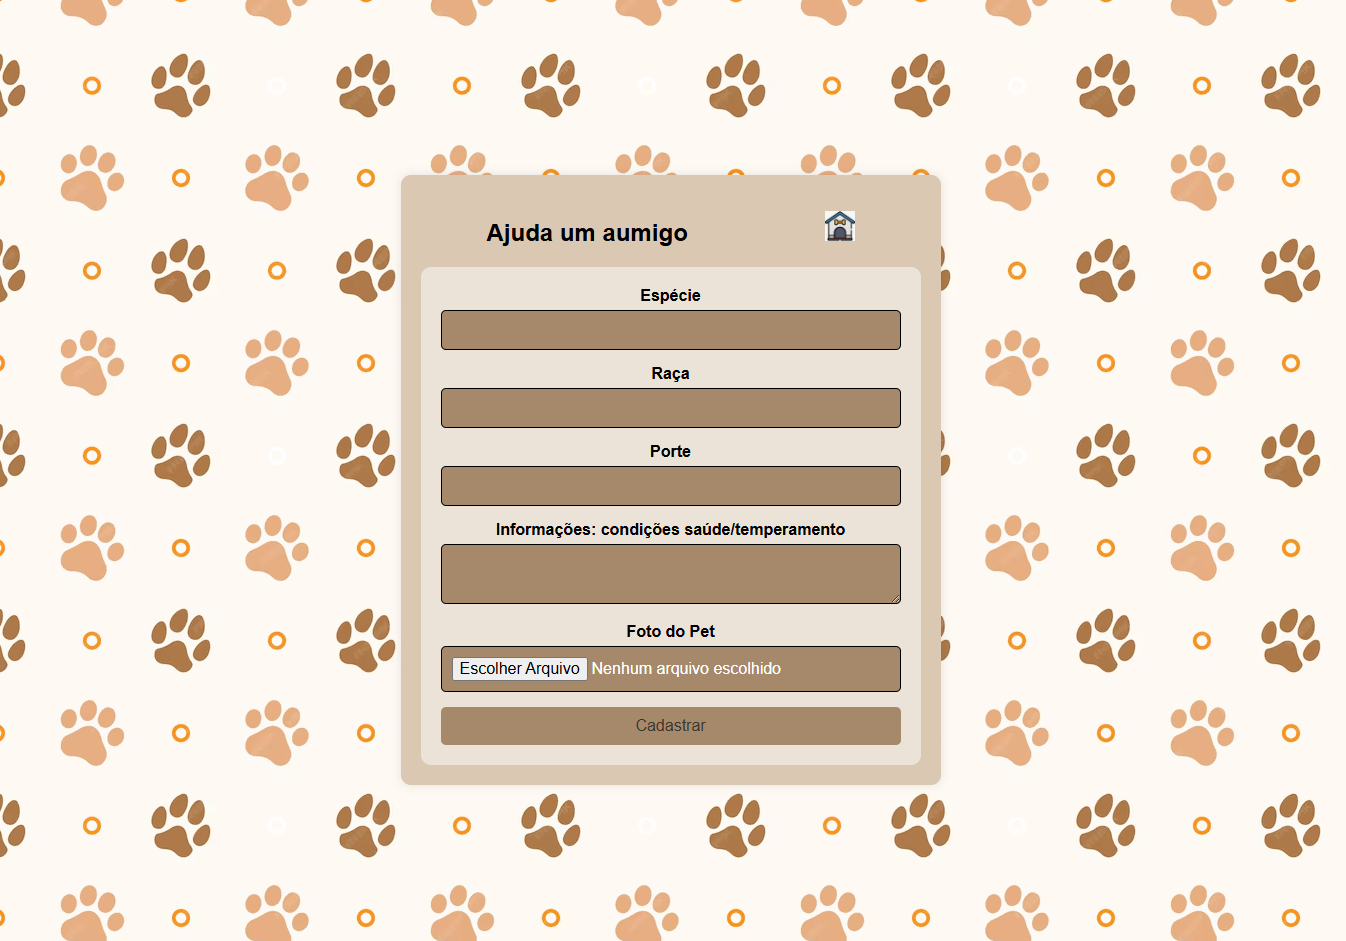 Ajuda um aumigo
Espécie
Raça
Porte
Informações: condições saúde/temperamento
Foto do Pet
Escolher Arquivo Nenhum arquivo escolhido
Cadastrar